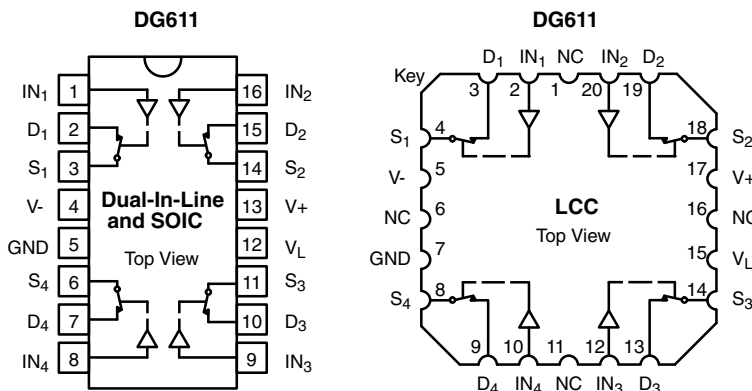 DG611
IN1 1 16 IN2
D1 2 15 D2
S1 3 14 S2
V- 4 Dual-In-Line 13 V+
and SOIC
GND 5 Top View 12 VL
S4 6 11 S3
D4 7 10 D3
IN4 8 9 IN3
DG611
D1 IN1 NC IN2 D2
Key 3 2 1 20 19
S1 4 18 S2
V- 5 17 V+
NC 6 LCC 16 NC
Top View
GND 7 15 VL
S4 8 14 S3
9 10 11 12 13
D4 IN4 NC IN3 D3